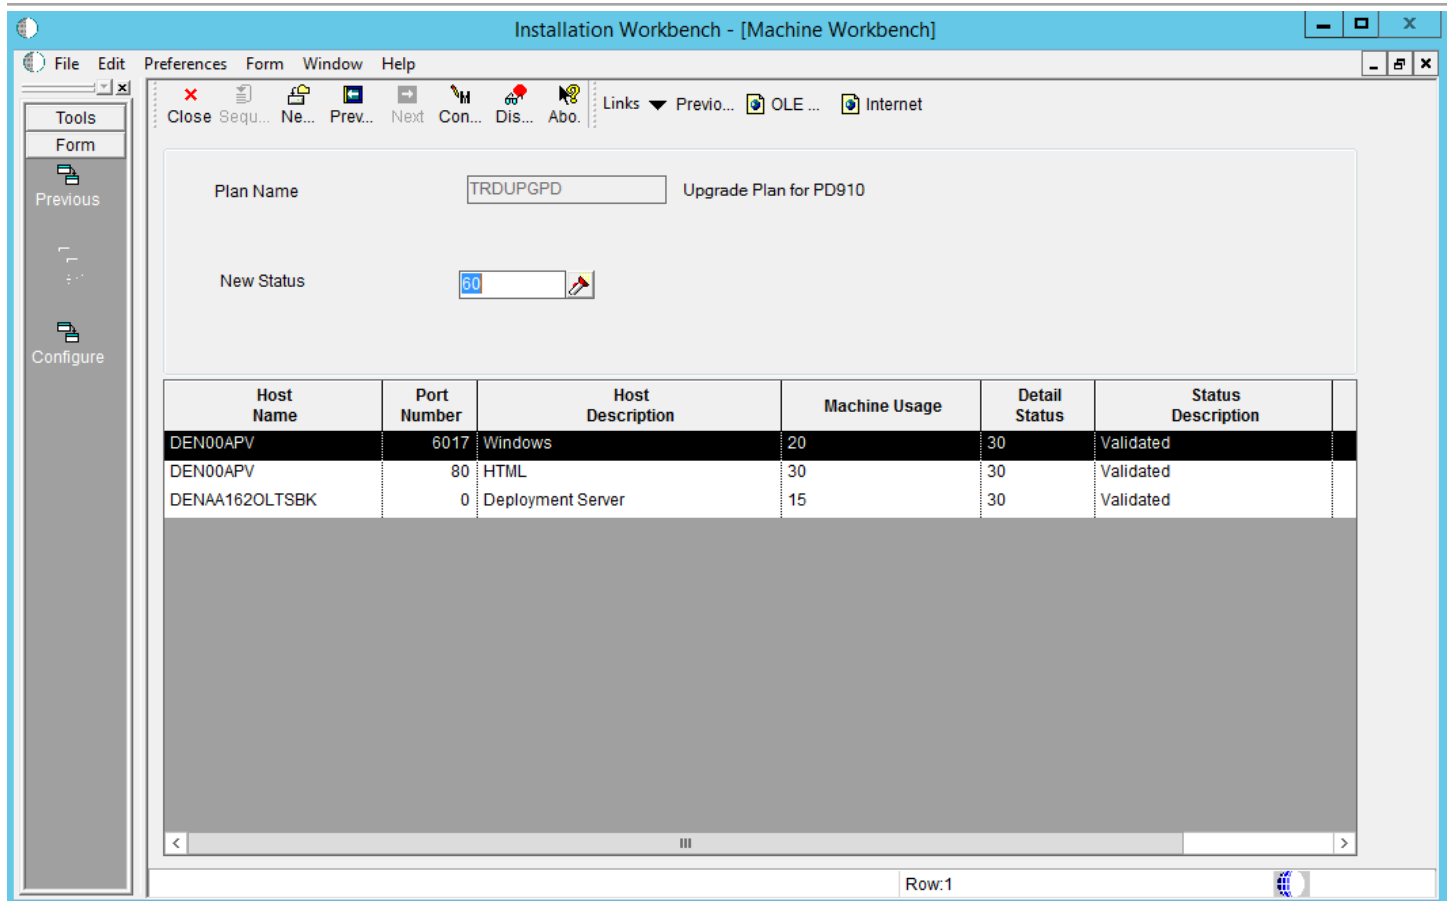 Installation Workbench - [Machine Workbench]
File Edit Preferences Form Window Help
Tools
Form
Previous
Configure
Close Sequ... Ne... Prev... Next Con... Dis... Abo. Links Previo... OLE ... Internet
Plan Name TRDUPGPD Upgrade Plan for PD910
New Status 60
Host Name Port Number Host Description Machine Usage Detail Status Status Description
DEN00APV 6017 Windows 20 30 Validated
DEN00APV 80 HTML 30 30 Validated
DENAA162OLTSBK 0 Deployment Server 15 30 Validated
Row:1